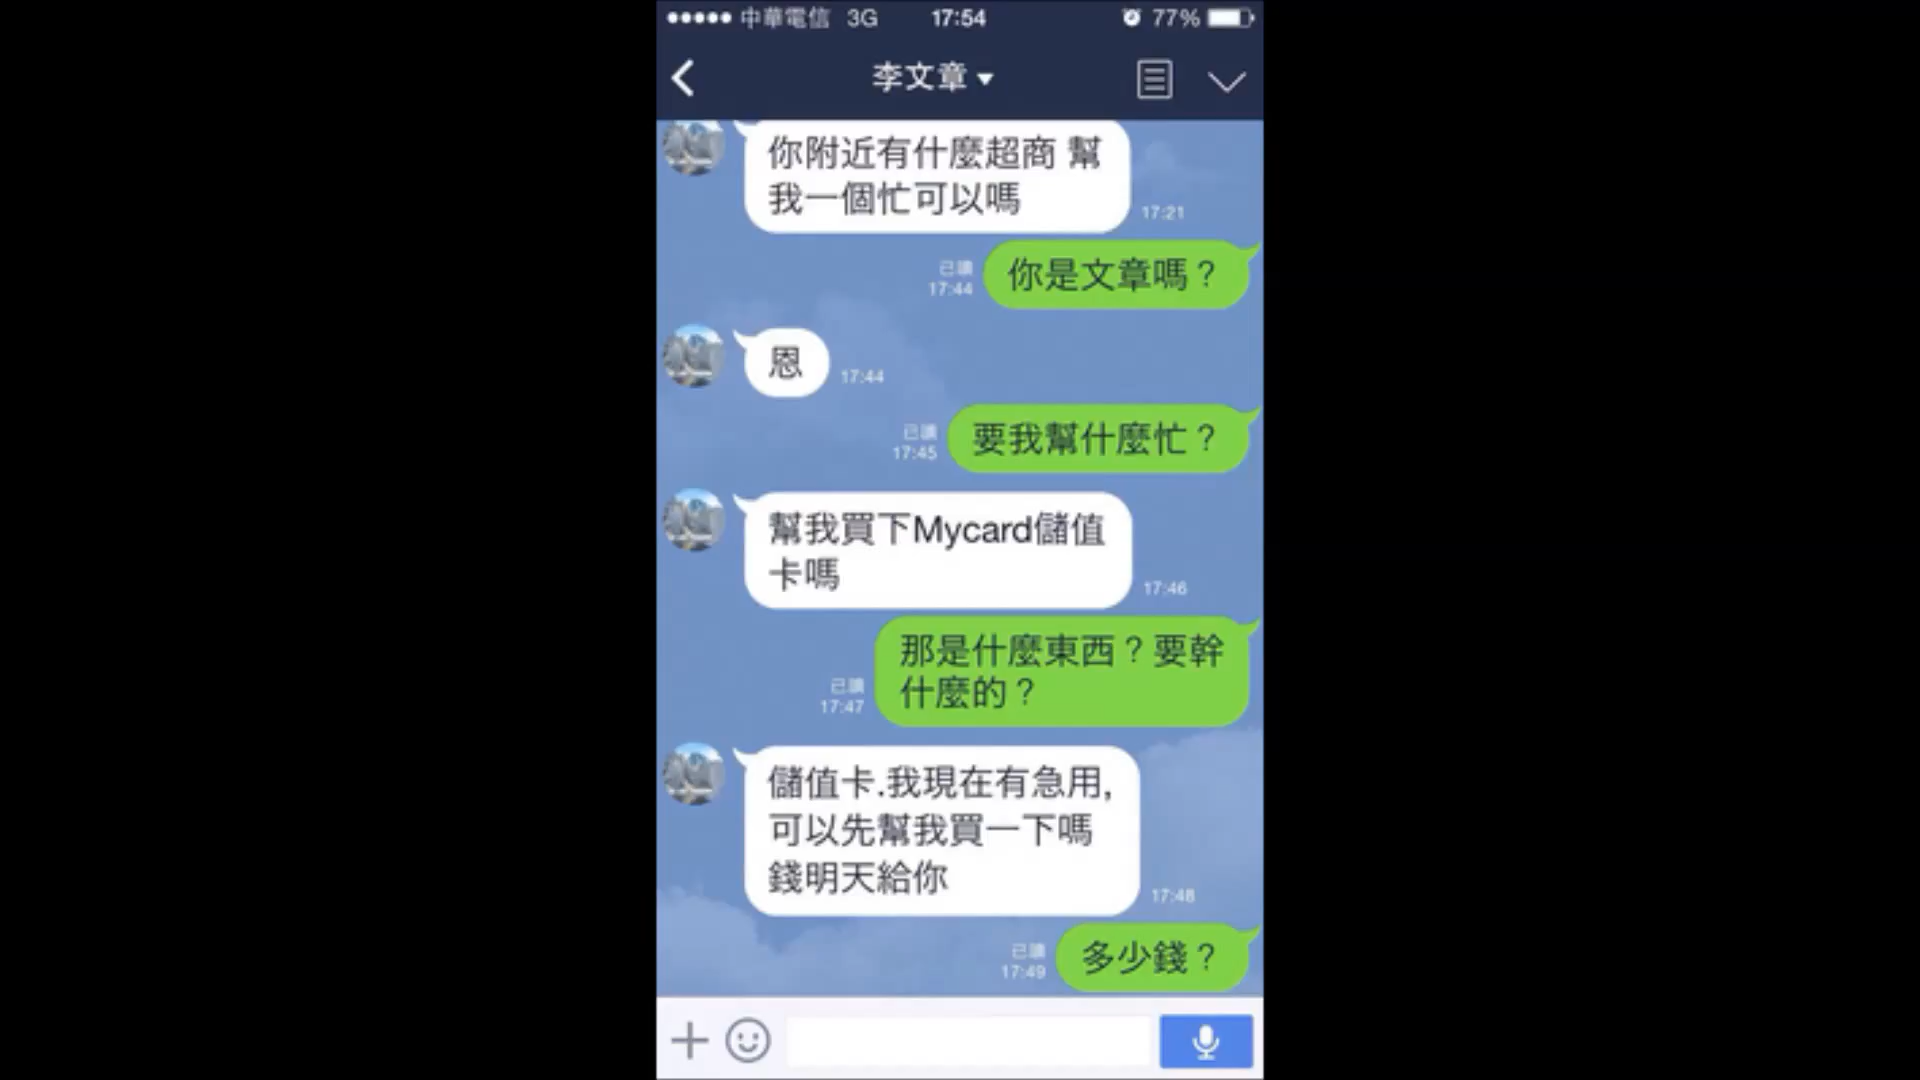 中華電信 3G 17:54 77%
李文章
你附近有什麼超商 幫
我一個忙可以嗎
17:21
你是文章嗎？
已讀
17:44
恩
17:44
要我幫什麼忙？
已讀
17:45
幫我買下Mycard儲值
卡嗎
17:46
那是什麼東西？要幹
什麼的？
已讀
17:47
儲值卡.我現在有急用,
可以先幫我買一下嗎
錢明天給你
17:48
多少錢？
已讀
17:49